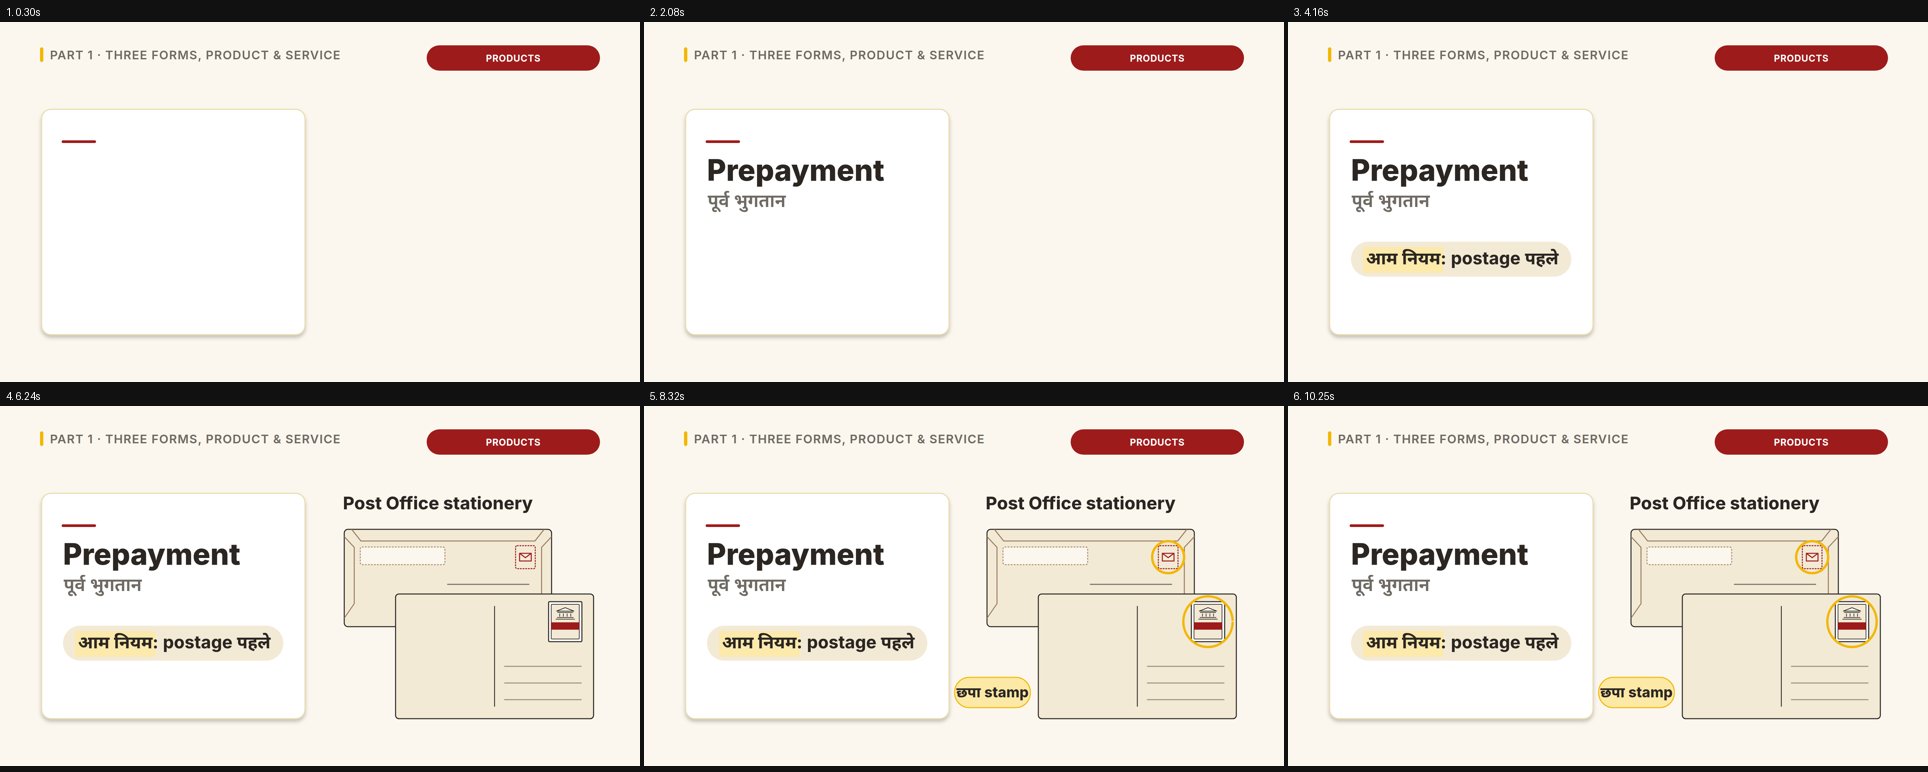 1. 0.30s
PART 1 · THREE FORMS, PRODUCT & SERVICE
PRODUCTS
2. 2.08s
PART 1 · THREE FORMS, PRODUCT & SERVICE
PRODUCTS
Prepayment
पूर्व भुगतान
3. 4.16s
PART 1 · THREE FORMS, PRODUCT & SERVICE
PRODUCTS
Prepayment
पूर्व भुगतान
आम नियम: postage पहले
4. 6.24s
PART 1 · THREE FORMS, PRODUCT & SERVICE
PRODUCTS
Prepayment
पूर्व भुगतान
आम नियम: postage पहले
Post Office stationery
5. 8.32s
PART 1 · THREE FORMS, PRODUCT & SERVICE
PRODUCTS
Prepayment
पूर्व भुगतान
आम नियम: postage पहले
Post Office stationery
छपा stamp
6. 10.25s
PART 1 · THREE FORMS, PRODUCT & SERVICE
PRODUCTS
Prepayment
पूर्व भुगतान
आम नियम: postage पहले
Post Office stationery
छपा stamp